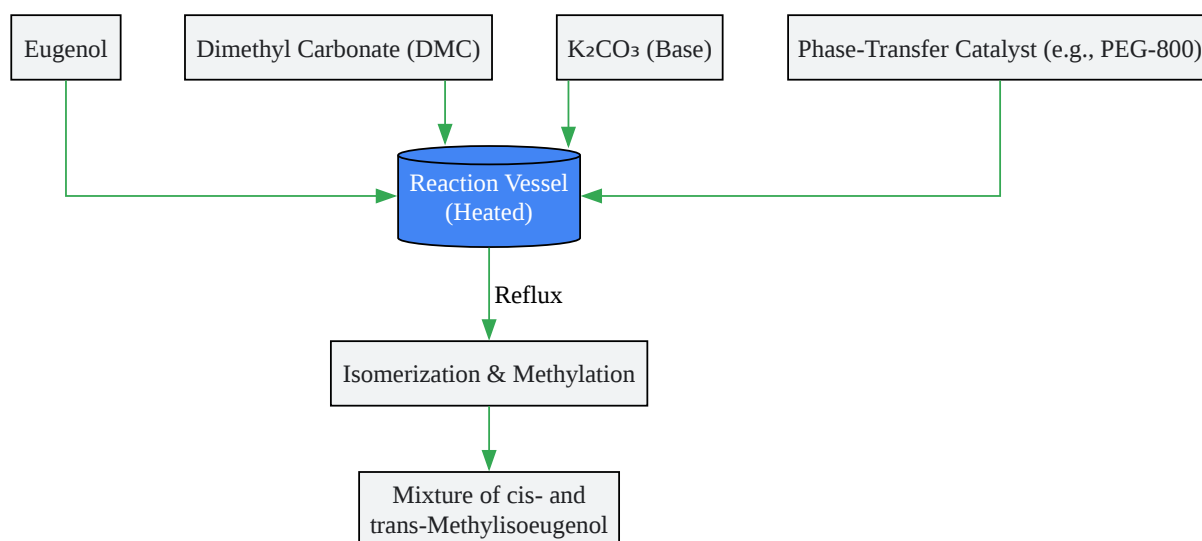 Eugenol
Dimethyl Carbonate (DMC)
K₂CO₃ (Base)
Phase-Transfer Catalyst (e.g., PEG-800)
Reaction Vessel
(Heated)
Reflux
Isomerization & Methylation
Mixture of cis- and
trans-Methylisoeugenol